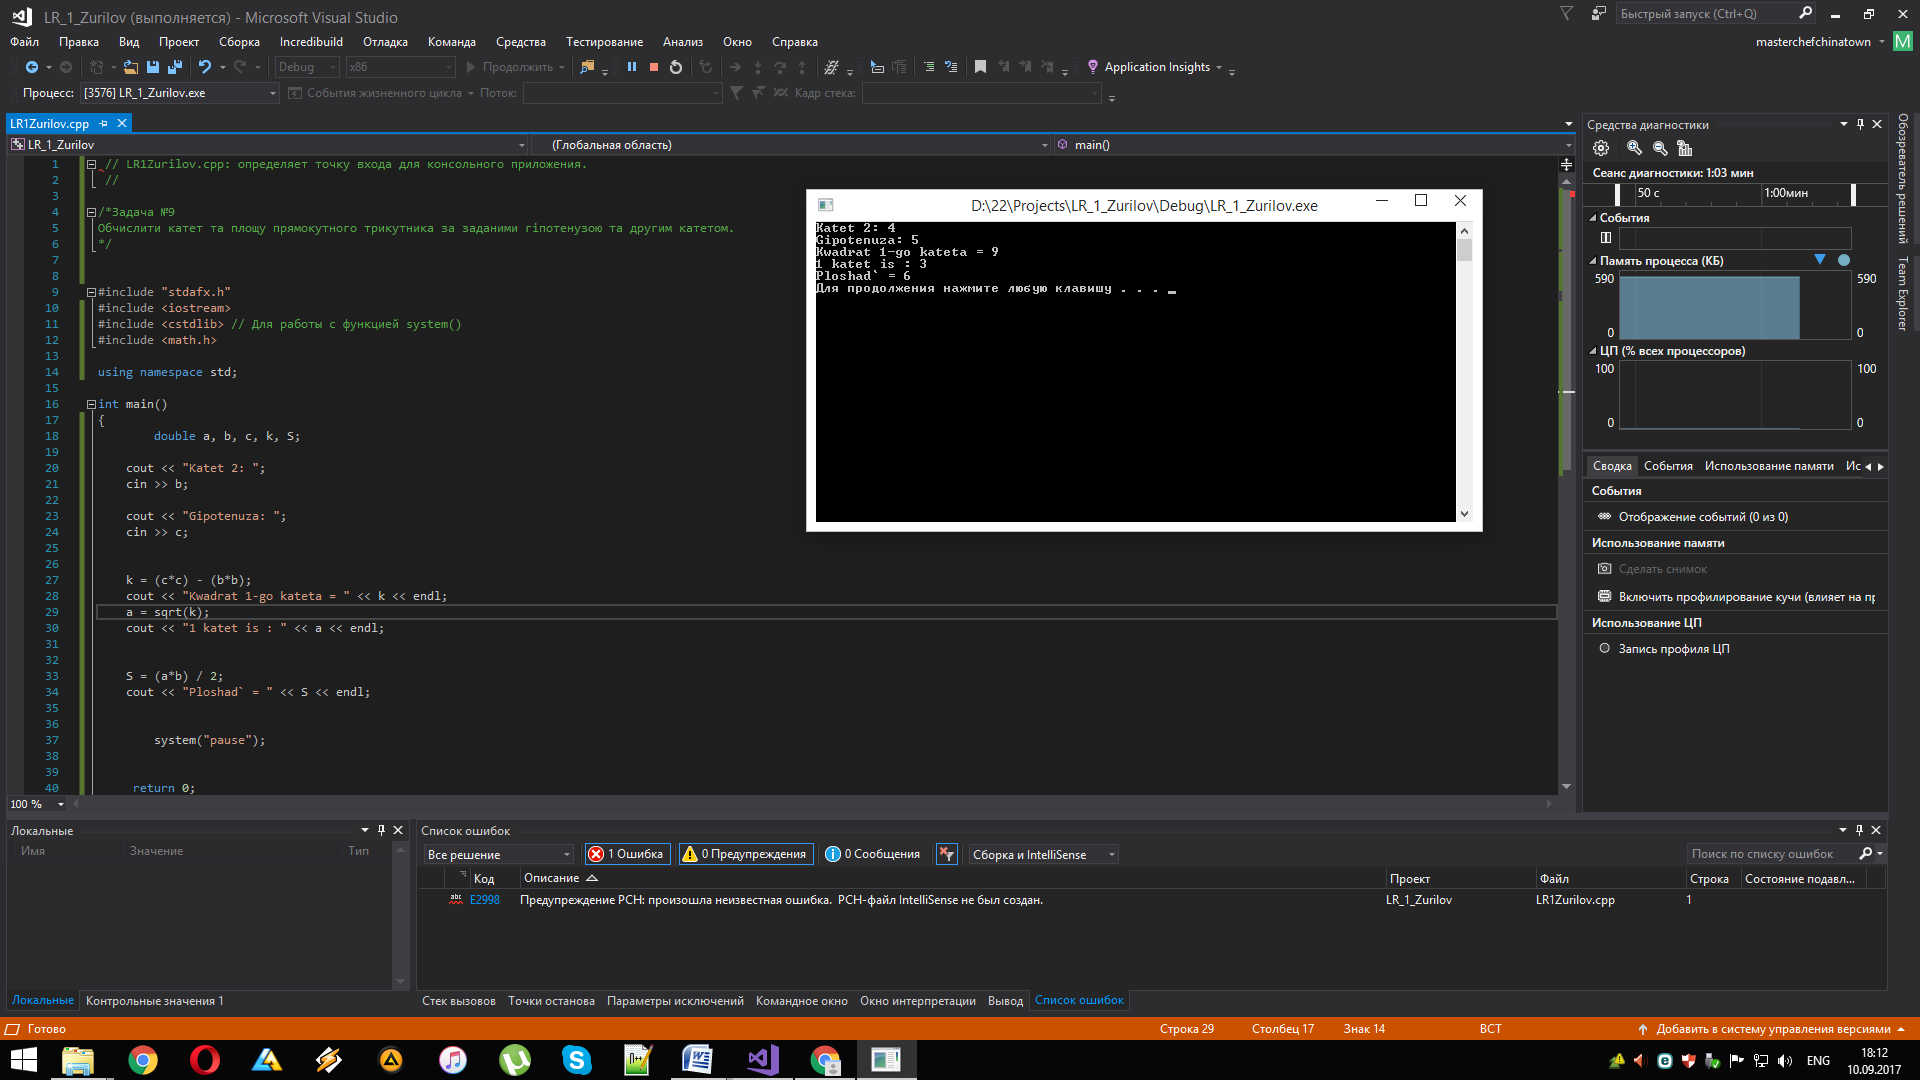 LR_1_Zurilov (выполняется) - Microsoft Visual Studio
Быстрый запуск (Ctrl+Q)
Файл Правка Вид Проект Сборка Incredibuild Отладка Команда Средства Тестирование Анализ Окно Справка
masterchefchinatown M
Debug x86 Продолжить Application Insights
Процесс: [3576] LR_1_Zurilov.exe События жизненного цикла Поток: Кадр стека:
LR1Zurilov.cpp
LR_1_Zurilov (Глобальная область) main()
1 // LR1Zurilov.cpp: определяет точку входа для консольного приложения.
2 //
3
4 /*Задача №9
5 Обчислити катет та площу прямокутного трикутника за заданими гіпотенузою та другим катетом.
6 */
7
8
9 #include "stdafx.h"
10 #include <iostream>
11 #include <cstdlib> // Для работы с функцией system()
12 #include <math.h>
13
14 using namespace std;
15
16 int main()
17 {
18 double a, b, c, k, S;
19
20 cout << "Katet 2: ";
21 cin >> b;
22
23 cout << "Gipotenuza: ";
24 cin >> c;
25
26
27 k = (c*c) - (b*b);
28 cout << "Kwadrat 1-go kateta = " << k << endl;
29 a = sqrt(k);
30 cout << "1 katet is : " << a << endl;
31
32
33 S = (a*b) / 2;
34 cout << "Ploshad` = " << S << endl;
35
36
37 system("pause");
38
39
40 return 0;
100 %
D:\22\Projects\LR_1_Zurilov\Debug\LR_1_Zurilov.exe
Katet 2: 4
Gipotenuza: 5
Kwadrat 1-go kateta = 9
1 katet is : 3
Ploshad` = 6
Для продолжения нажмите любую клавишу . . .
Средства диагностики
Сеанс диагностики: 1:03 мин
50 с 1:00мин
События
Память процесса (КБ)
590 590
0 0
ЦП (% всех процессоров)
100 100
0 0
Сводка События Использование памяти Ис
События
Отображение событий (0 из 0)
Использование памяти
Сделать снимок
Включить профилирование кучи (влияет на пр
Использование ЦП
Запись профиля ЦП
Обозреватель решений
Team Explorer
Локальные
Имя Значение Тип
Локальные Контрольные значения 1
Список ошибок
Все решение 1 Ошибка 0 Предупреждения 0 Сообщения Сборка и IntelliSense Поиск по списку ошибок
Код Описание Проект Файл Строка Состояние подавл...
abc E2998 Предупреждение PCH: произошла неизвестная ошибка. PCH-файл IntelliSense не был создан. LR_1_Zurilov LR1Zurilov.cpp 1
Стек вызовов Точки останова Параметры исключений Командное окно Окно интерпретации Вывод Список ошибок
Готово Строка 29 Столбец 17 Знак 14 ВСТ Добавить в систему управления версиями
ENG 18:12
10.09.2017